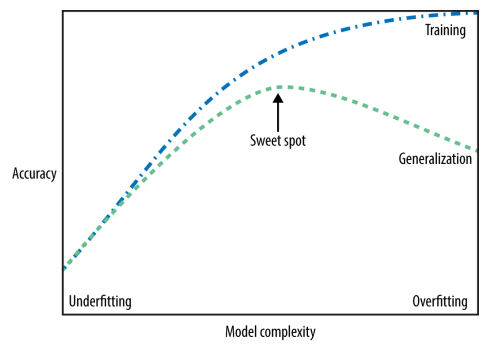 Training
Sweet spot
Generalization
Accuracy
Underfitting
Overfitting
Model complexity